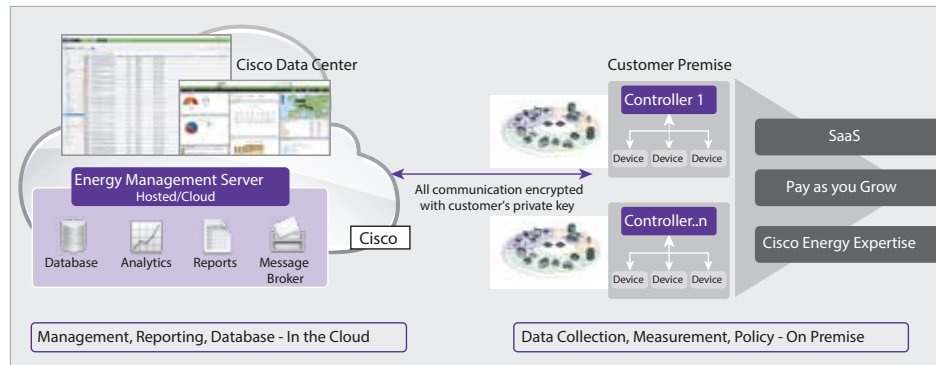 Cisco Data Center
Energy Management Server
Hosted/Cloud
Database
Analytics
Reports
Message
Broker
Cisco
All communication encrypted
with customer's private key
Customer Premise
Controller 1
Device
Device
Device
Controller..n
Device
Device
Device
SaaS
Pay as you Grow
Cisco Energy Expertise
Management, Reporting, Database - In the Cloud
Data Collection, Measurement, Policy - On Premise